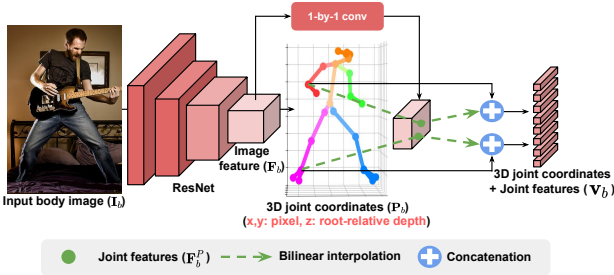 1-by-1 conv
Image
feature (F_b)
ResNet
Input body image (I_b)
3D joint coordinates (P_b)
(x,y: pixel, z: root-relative depth)
3D joint coordinates
+ Joint features (v_b)
Joint features (F_b^P)
Bilinear interpolation
Concatenation